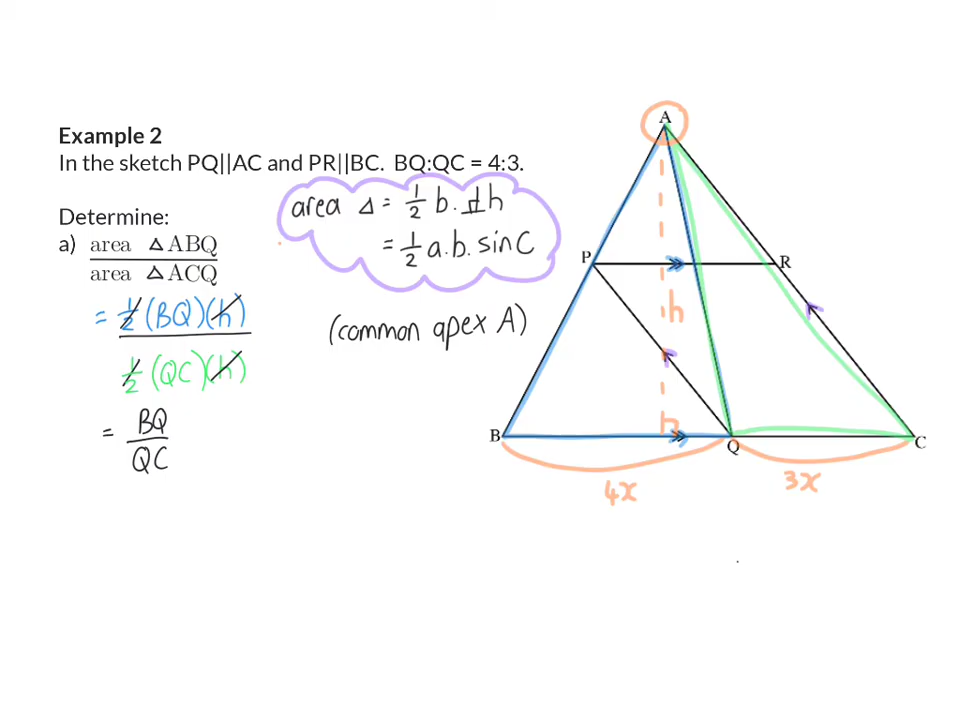 Example 2
In the sketch PQ||AC and PR||BC. BQ:QC = 4:3.
Determine:
a) area △ABQ
area △ACQ
area △ = 1/2 b. ⊥h
= 1/2 a.b. sinC
= 1/2 (BQ)(h)
1/2 (QC)(h)
(common apex A)
= BQ
QC
A
P
R
h
B
Q
C
4x
3x